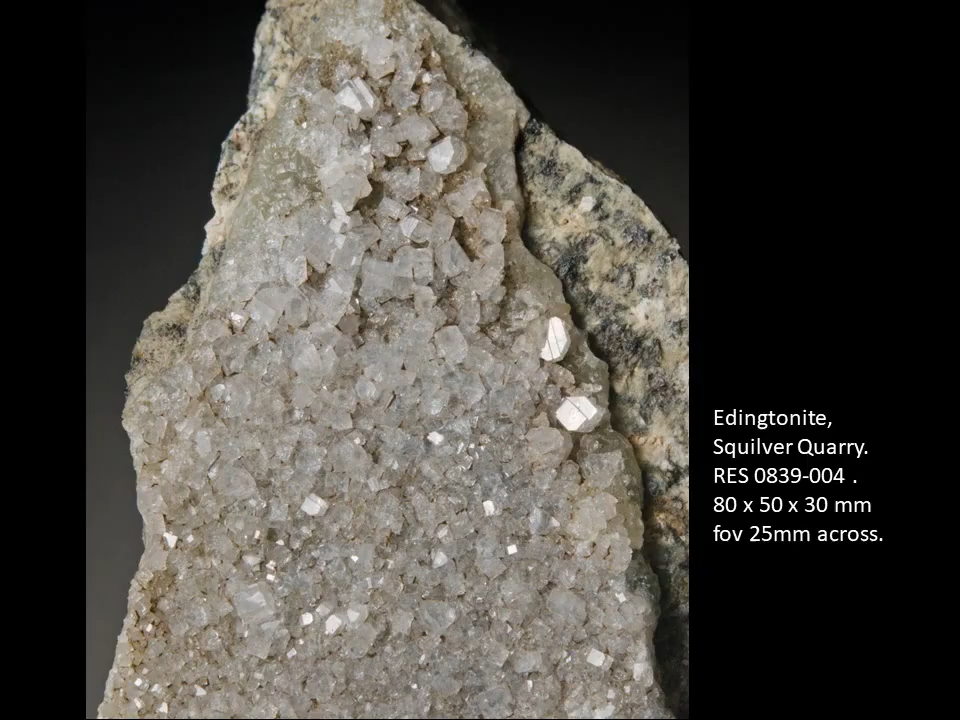 Edingtonite,
Squilver Quarry.
RES 0839-004 .
80 x 50 x 30 mm
fov 25mm across.